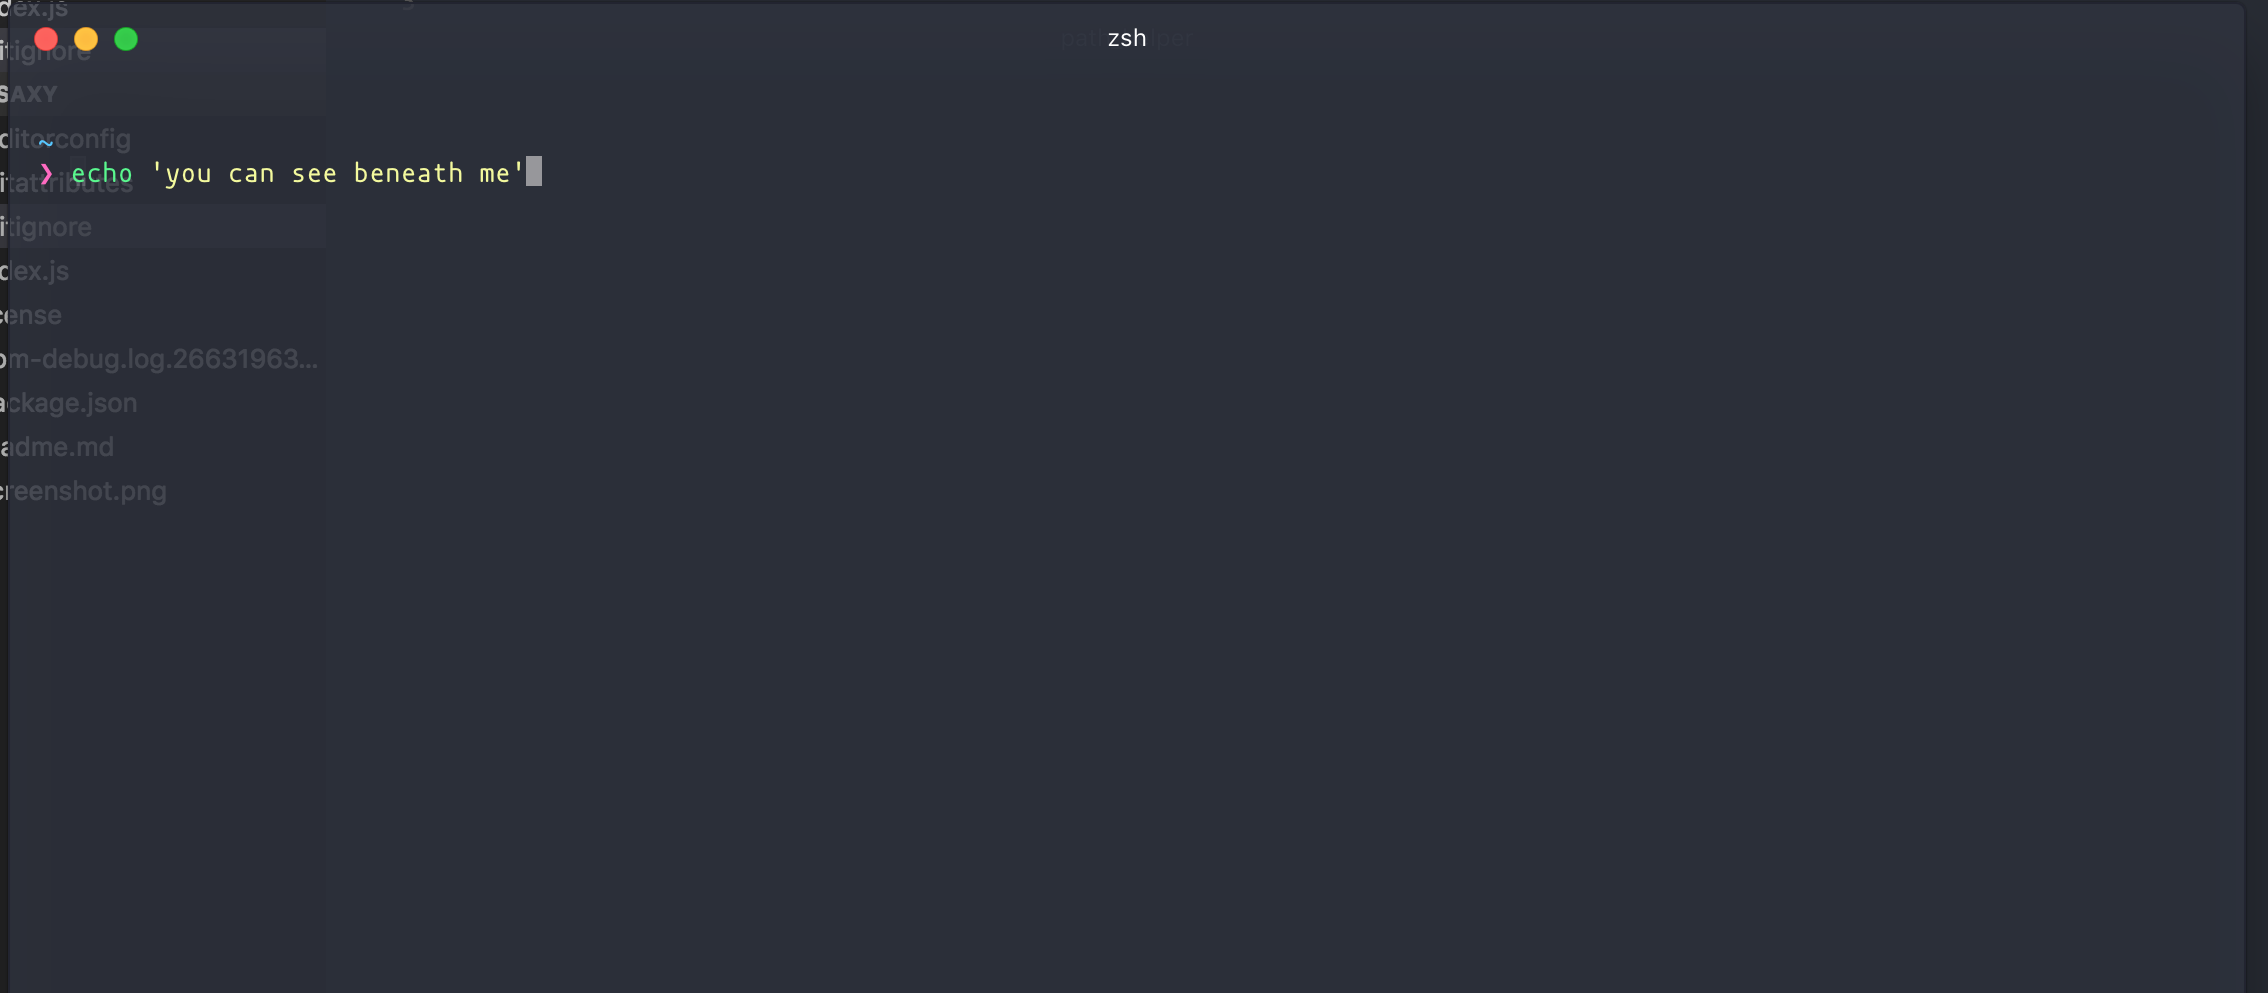 dex.js
zsh
itignore
SAXY
ditorconfig
~
❯ echo 'you can see beneath me'
itattributes
itignore
dex.js
cense
om-debug.log.26631963...
ackage.json
adme.md
creenshot.png